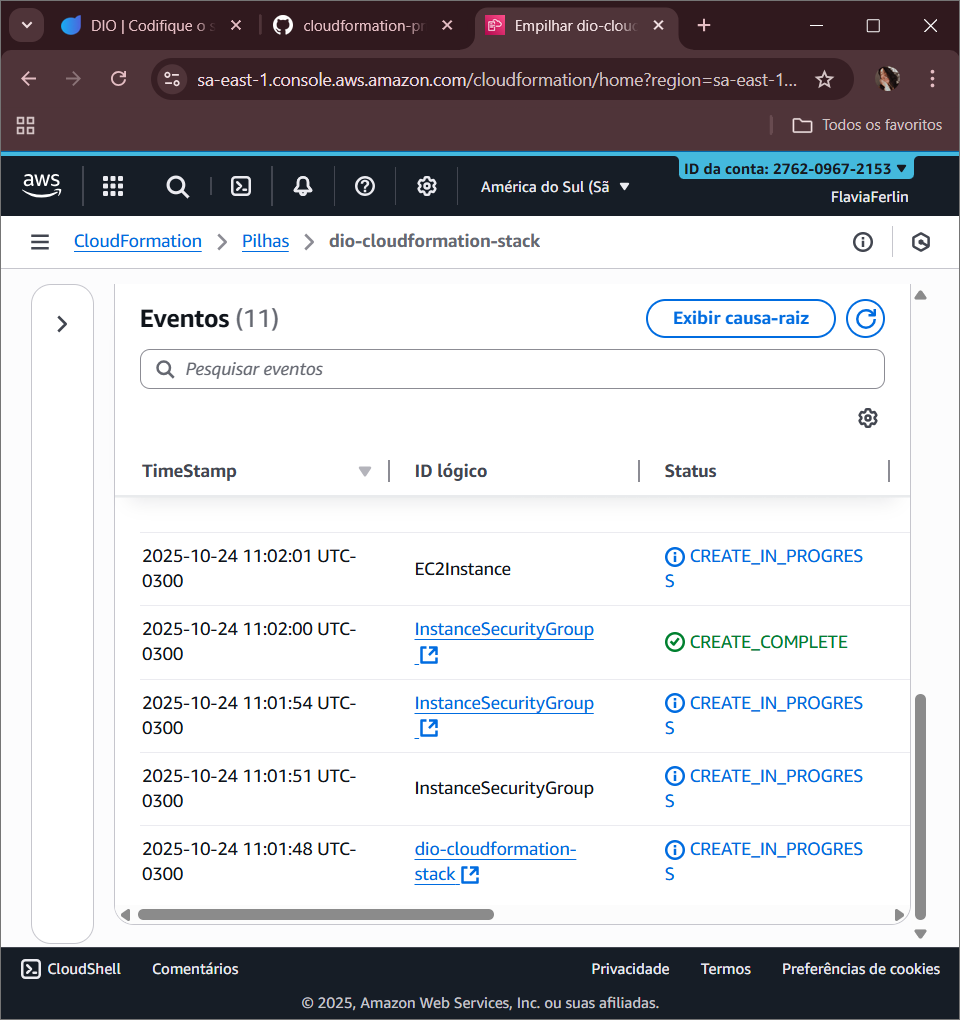 DIO | Codifique o s
cloudformation-pr
Empilhar dio-clou
sa-east-1.console.aws.amazon.com/cloudformation/home?region=sa-east-1...
Todos os favoritos
aws
América do Sul (Sã
ID da conta: 2762-0967-2153
FlaviaFerlin
CloudFormation
Pilhas
dio-cloudformation-stack
Eventos (11)
Exibir causa-raiz
Pesquisar eventos
TimeStamp
ID lógico
Status
2025-10-24 11:02:01 UTC-
0300
EC2Instance
CREATE_IN_PROGRES
S
2025-10-24 11:02:00 UTC-
0300
InstanceSecurityGroup
CREATE_COMPLETE
2025-10-24 11:01:54 UTC-
0300
InstanceSecurityGroup
CREATE_IN_PROGRES
S
2025-10-24 11:01:51 UTC-
0300
InstanceSecurityGroup
CREATE_IN_PROGRES
S
2025-10-24 11:01:48 UTC-
0300
dio-cloudformation-
stack
CREATE_IN_PROGRES
S
CloudShell
Comentários
Privacidade
Termos
Preferências de cookies
© 2025, Amazon Web Services, Inc. ou suas afiliadas.